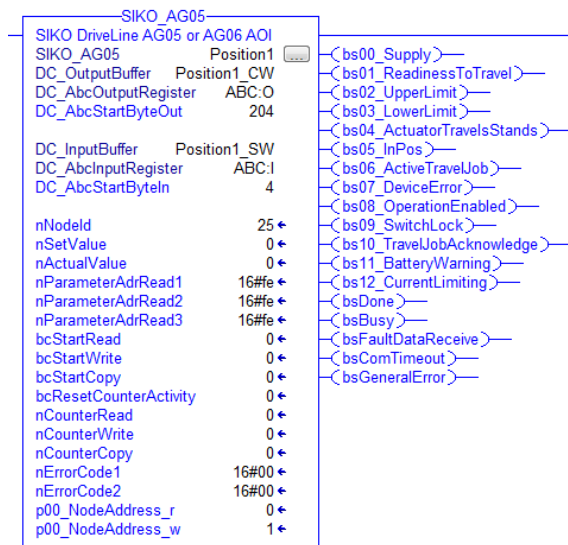 SIKO_AG05
SIKO DriveLine AG05 or AG06 AOI
SIKO_AG05 Position1 ...
DC_OutputBuffer Position1_CW
DC_AbcOutputRegister ABC:O
DC_AbcStartByteOut 204
DC_InputBuffer Position1_SW
DC_AbcInputRegister ABC:I
DC_AbcStartByteIn 4
nNodeId 25
nSetValue 0
nActualValue 0
nParameterAdrRead1 16#fe
nParameterAdrRead2 16#fe
nParameterAdrRead3 16#fe
bcStartRead 0
bcStartWrite 0
bcStartCopy 0
bcResetCounterActivity 0
nCounterRead 0
nCounterWrite 0
nCounterCopy 0
nErrorCode1 16#00
nErrorCode2 16#00
p00_NodeAddress_r 0
p00_NodeAddress_w 1
bs00_Supply
bs01_ReadinessToTravel
bs02_UpperLimit
bs03_LowerLimit
bs04_ActuatorTravelsStands
bs05_InPos
bs06_ActiveTravelJob
bs07_DeviceError
bs08_OperationEnabled
bs09_SwitchLock
bs10_TravelJobAcknowledge
bs11_BatteryWarning
bs12_CurrentLimiting
bsDone
bsBusy
bsFaultDataReceive
bsComTimeout
bsGeneralError